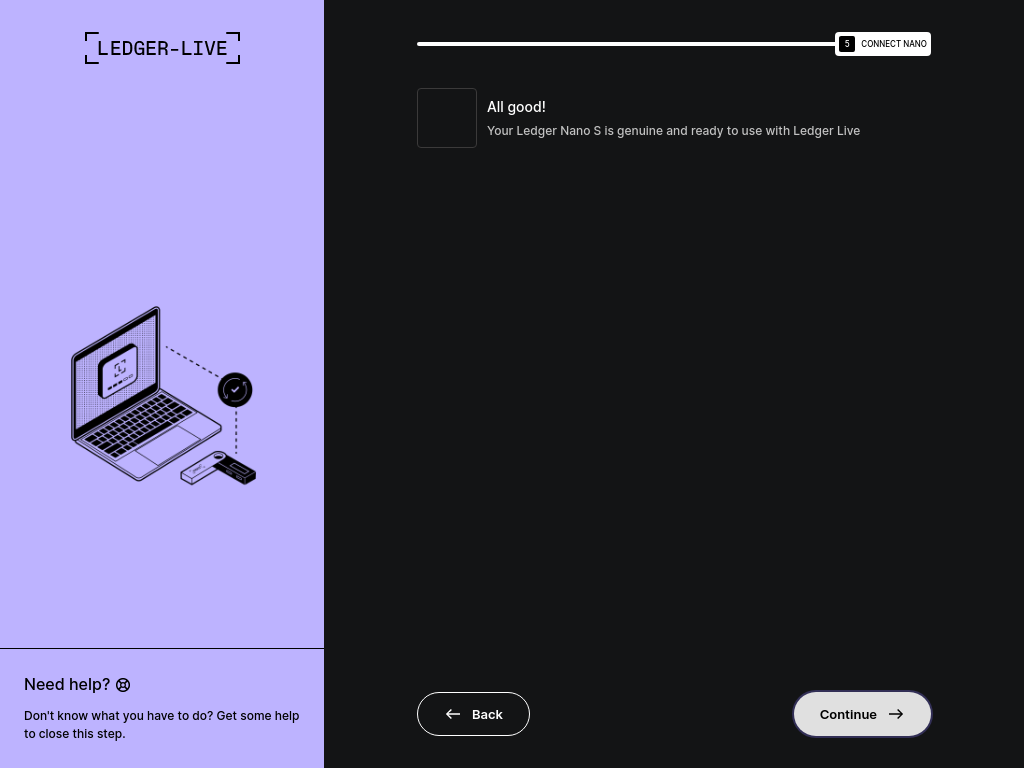 LEDGER-LIVE
5 CONNECT NANO
All good!
Your Ledger Nano S is genuine and ready to use with Ledger Live
Need help?
Don't know what you have to do? Get some help
to close this step.
Back
Continue